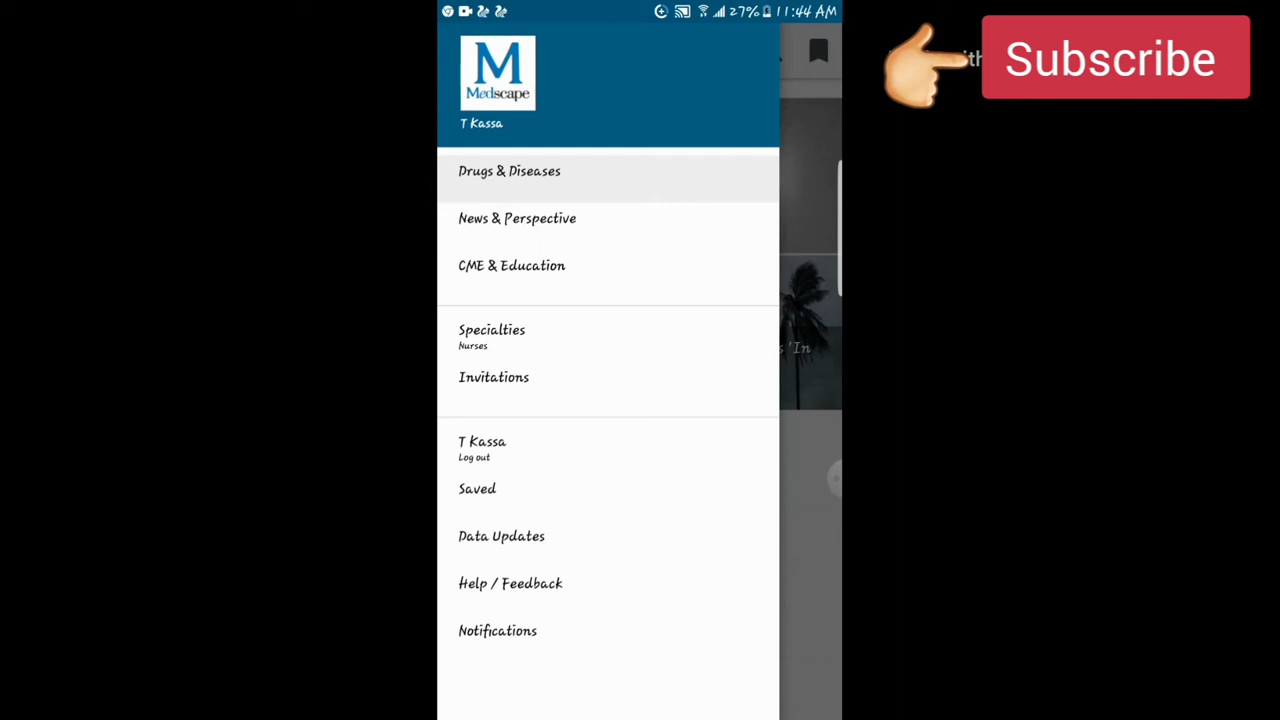 27% 11:44 AM
M
Medscape
T Kassa
Subscribe
Drugs & Diseases
News & Perspective
CME & Education
Specialties
Nurses
s 'In
Invitations
T Kassa
Log out
Saved
Data Updates
Help / Feedback
Notifications